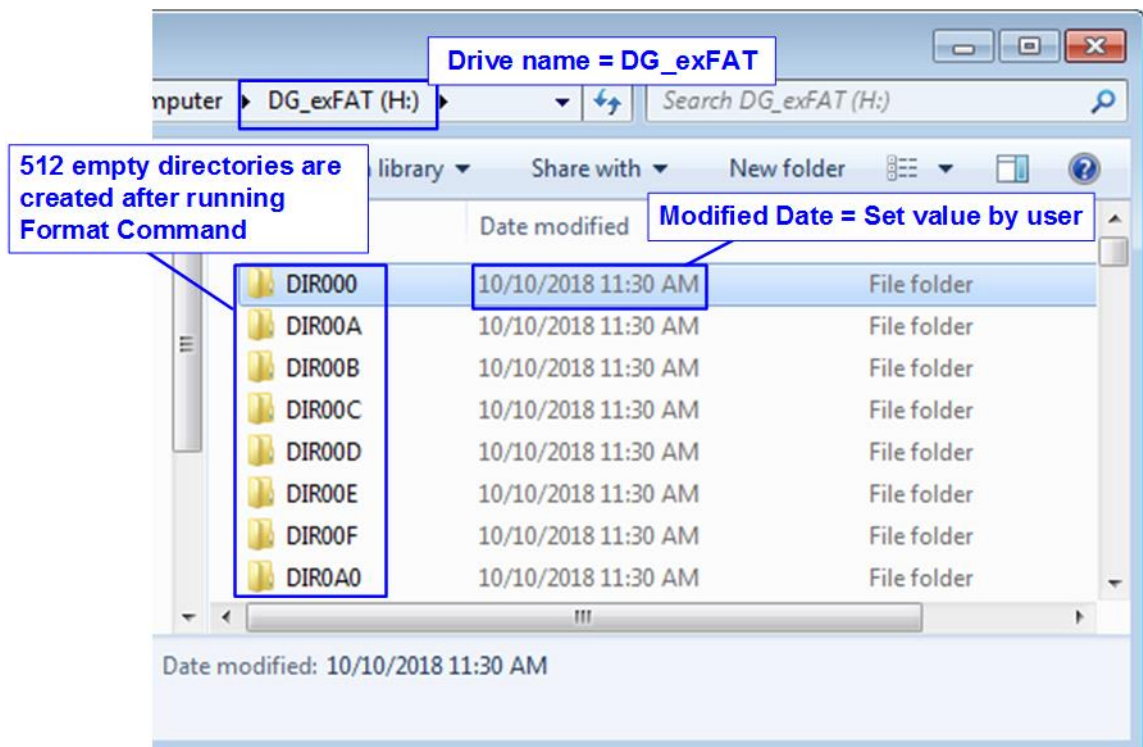 Drive name = DG_exFAT
mputer ▸ DG_exFAT (H:) ▸ Search DG_exFAT (H:)
512 empty directories are
created after running
Format Command
library Share with New folder
Date modified
Modified Date = Set value by user
DIR000 10/10/2018 11:30 AM File folder
DIR00A 10/10/2018 11:30 AM File folder
DIR00B 10/10/2018 11:30 AM File folder
DIR00C 10/10/2018 11:30 AM File folder
DIR00D 10/10/2018 11:30 AM File folder
DIR00E 10/10/2018 11:30 AM File folder
DIR00F 10/10/2018 11:30 AM File folder
DIR0A0 10/10/2018 11:30 AM File folder
Date modified: 10/10/2018 11:30 AM